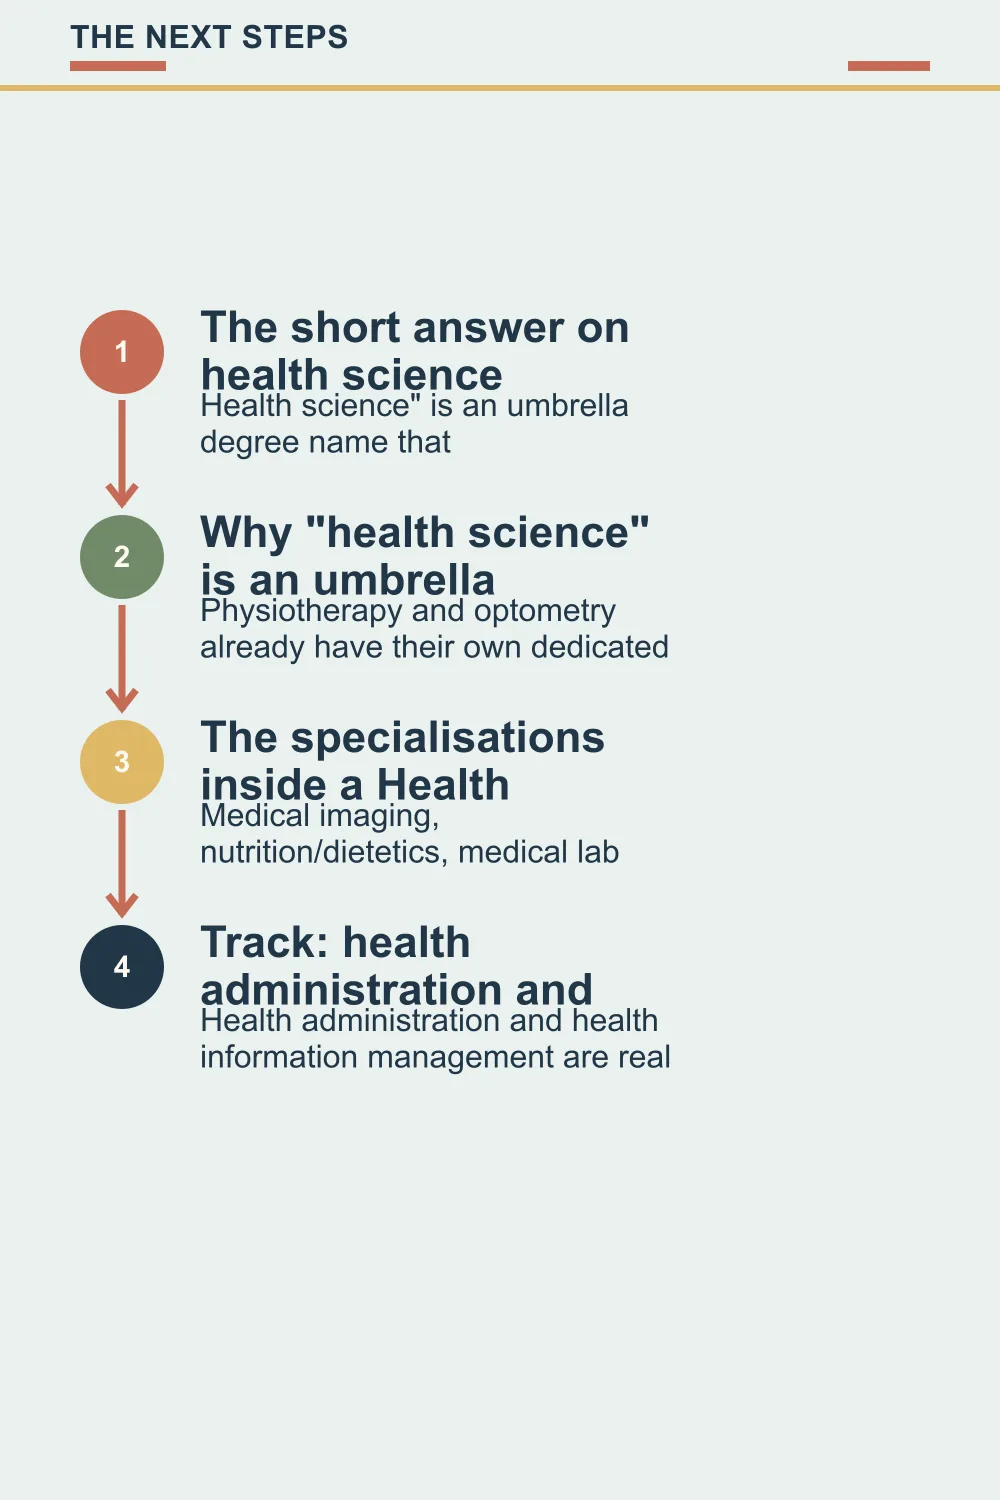 THE NEXT STEPS
1
The short answer on
health science
Health science" is an umbrella
degree name that
2
Why "health science"
is an umbrella
Physiotherapy and optometry
already have their own dedicated
3
The specialisations
inside a Health
Medical imaging,
nutrition/dietetics, medical lab
4
Track: health
administration and
Health administration and health
information management are real